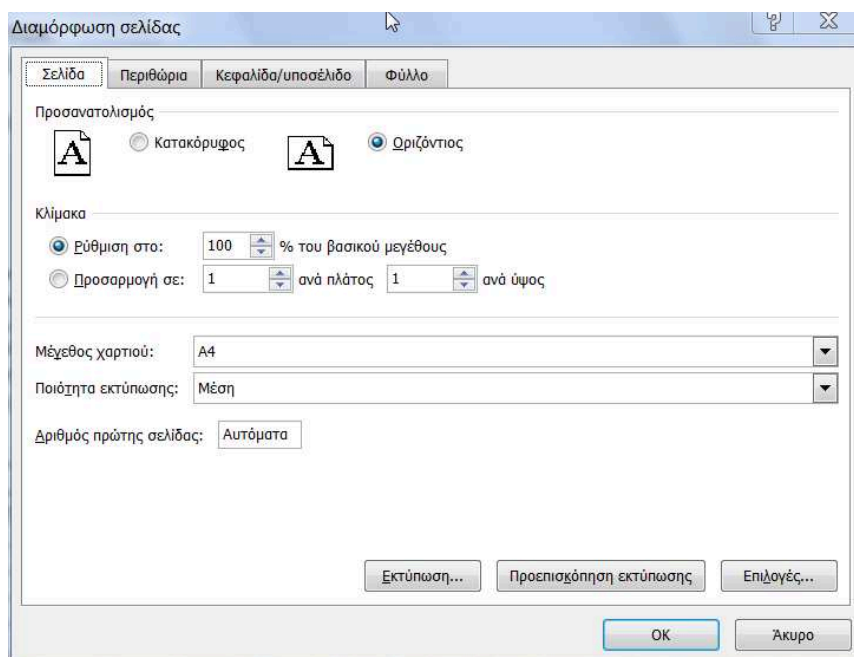 Διαμόρφωση σελίδας
Σελίδα Περιθώρια Κεφαλίδα/υποσέλιδο Φύλλο
Προσανατολισμός
A Κατακόρυφος A Οριζόντιος
Κλίμακα
Ρύθμιση στο: 100 % του βασικού μεγέθους
Προσαρμογή σε: 1 ανά πλάτος 1 ανά ύψος
Μέγεθος χαρτιού: A4
Ποιότητα εκτύπωσης: Μέση
Αριθμός πρώτης σελίδας: Αυτόματα
Εκτύπωση... Προεπισκόπηση εκτύπωσης Επιλογές...
OK Άκυρο